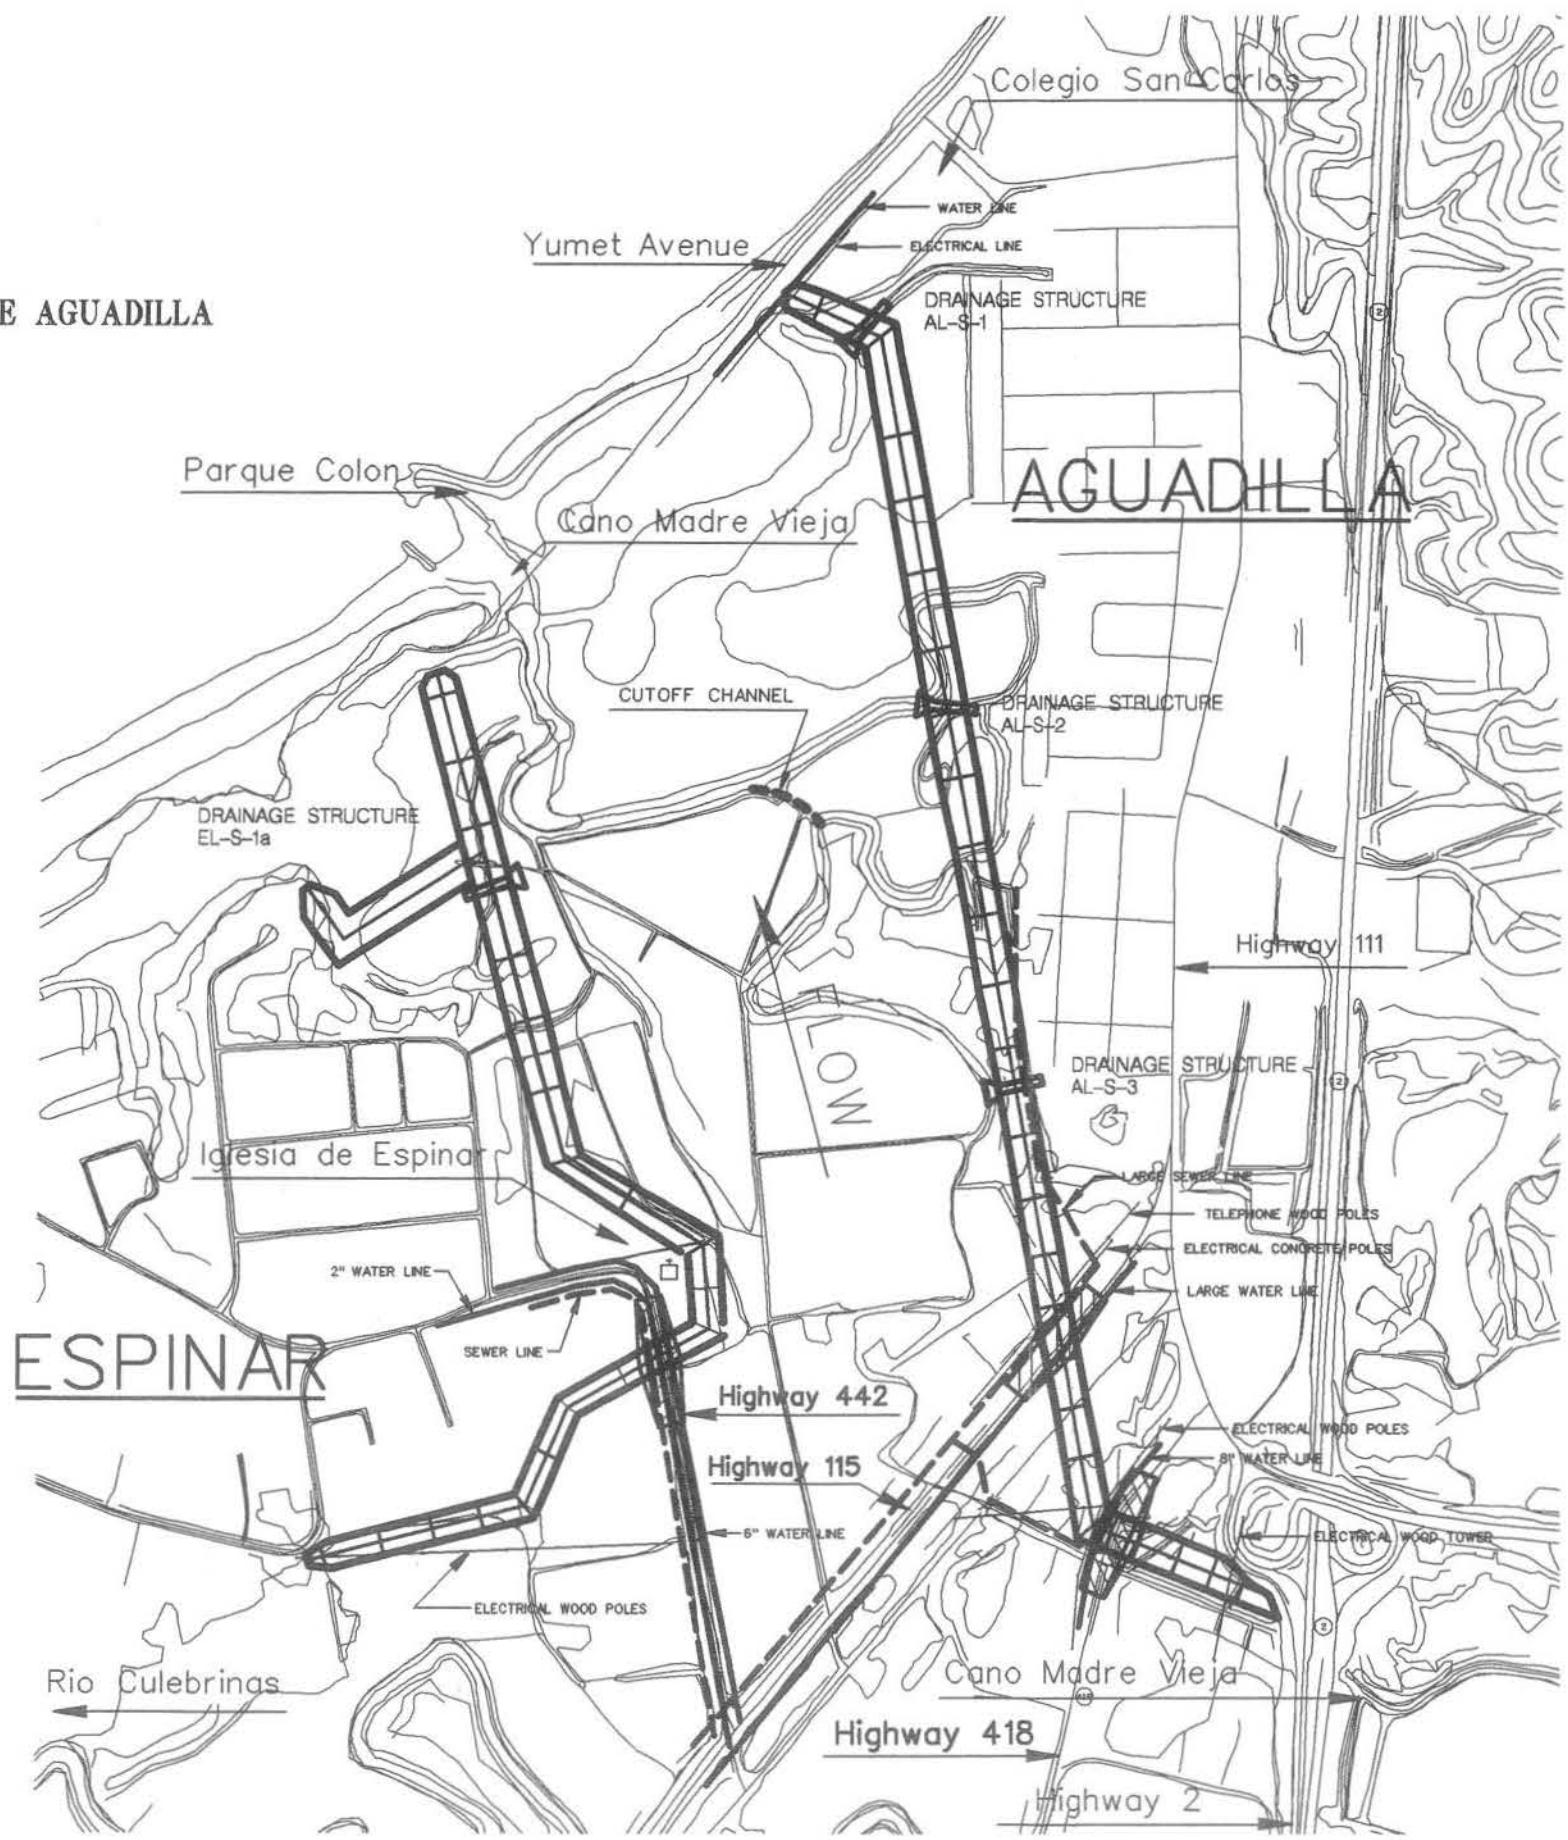 Colegio San Carlos
WATER LINE
Yumet Avenue
ELECTRICAL LINE
E AGUADILLA
DRAINAGE STRUCTURE
AL-S-1
Parque Colon
AGUADILLA
Cano Madre Vieja
CUTOFF CHANNEL
DRAINAGE STRUCTURE
AL-S-2
DRAINAGE STRUCTURE
EL-S-1a
Highway 111
FLOW
DRAINAGE STRUCTURE
AL-S-3
Iglesia de Espinar
LARGE SEWER LINE
TELEPHONE WOOD POLES
ELECTRICAL CONCRETE POLES
2" WATER LINE
LARGE WATER LINE
ESPINAR
SEWER LINE
Highway 442
ELECTRICAL WOOD POLES
8" WATER LINE
Highway 115
6" WATER LINE
ELECTRICAL WOOD TOWER
ELECTRICAL WOOD POLES
Rio Culebrinas
Cano Madre Vieja
Highway 418
Highway 2
2
2
2